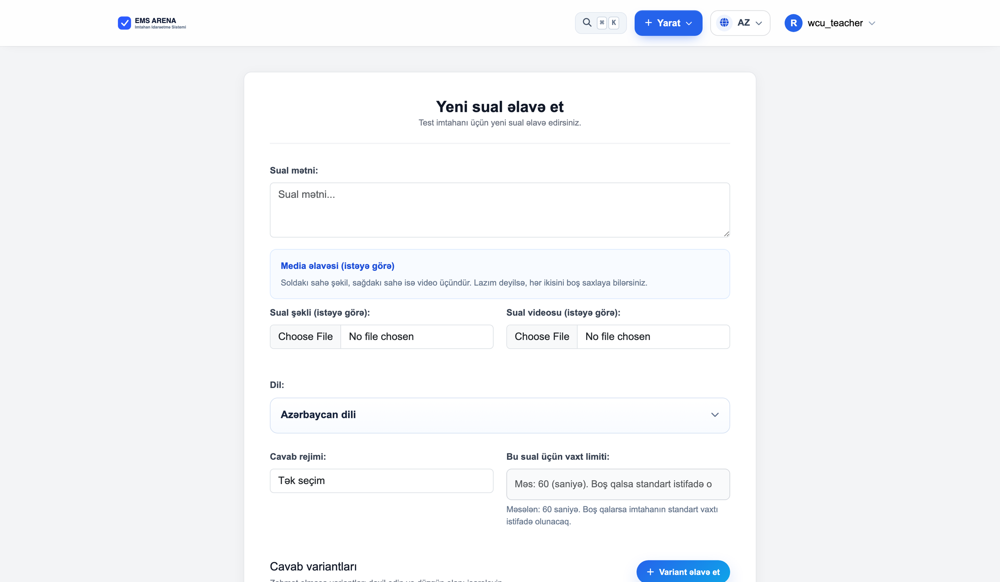 EMS ARENA
İmtahan İdarəetmə Sistemi
⌘ K
+ Yarat
AZ
R wcu_teacher
Yeni sual əlavə et
Test imtahanı üçün yeni sual əlavə edirsiniz.
Sual mətni:
Sual mətni...
Media əlavəsi (istəyə görə)
Soldakı sahə şəkil, sağdakı sahə isə video üçündür. Lazım deyilsə, hər ikisini boş saxlaya bilərsiniz.
Sual şəkli (istəyə görə):
Choose File No file chosen
Sual videosu (istəyə görə):
Choose File No file chosen
Dil:
Azərbaycan dili
Cavab rejimi:
Tək seçim
Bu sual üçün vaxt limiti:
Məs: 60 (saniyə). Boş qalsa standart istifadə o
Məsələn: 60 saniyə. Boş qalarsa imtahanın standart vaxtı
istifadə olunacaq.
Cavab variantları
+ Variant əlavə et